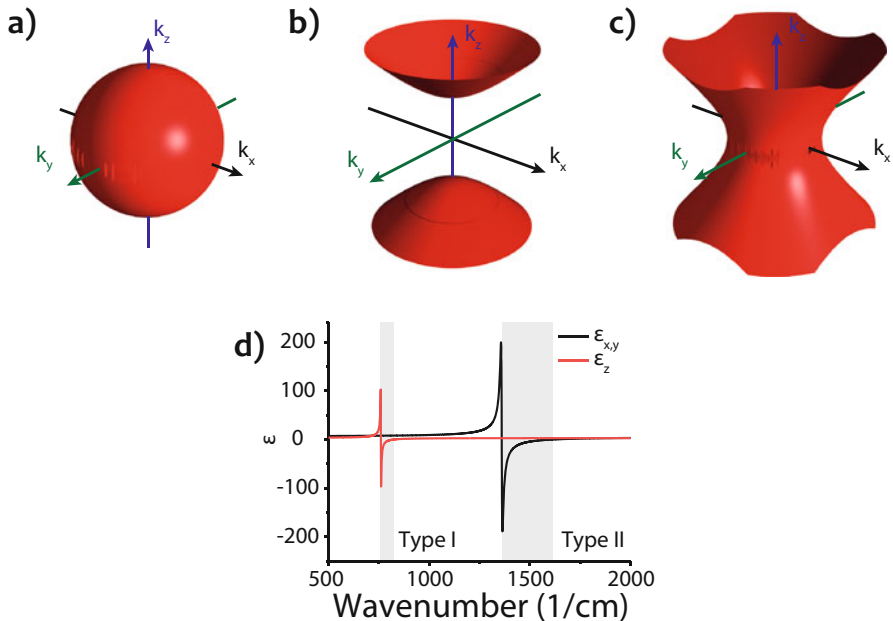 a)
k_z
k_y
k_x
b)
k_z
k_y
k_x
c)
k_z
k_y
k_x
d)
ε_x,y
ε_z
200
100
0
-100
-200
ε
Type I
Type II
500
1000
1500
2000
Wavenumber (1/cm)